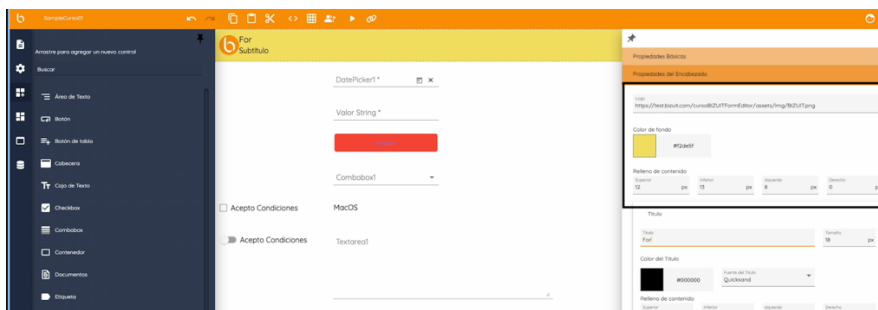 SampleCurso01
Arrastre para agregar un nuevo control
Buscar
Área de Texto
Botón
Botón de tabla
Cabecera
Caja de Texto
Checkbox
Combobox
Contenedor
Documentos
Etiqueta
For
Subtítulo
DatePicker1 *
Valor String *
Combobox1
Acepto Condiciones
MacOS
Acepto Condiciones
Textarea1
Propiedades Básicas
Propiedades del Encabezado
https://test.bizuit.com/cursoBIZUITFormEditor/assets/img/BIZUIT.png
Color de fondo
#f2de5f
Relleno de contenido
Superior Inferior Izquierdo Derecho
12 px 13 px 8 px 0 p
Título
Título Tamaño
For 18 px
Color del Título
#000000
Fuente del Título
Quicksand
Relleno de contenido
Superior Inferior Izquierdo Derecho